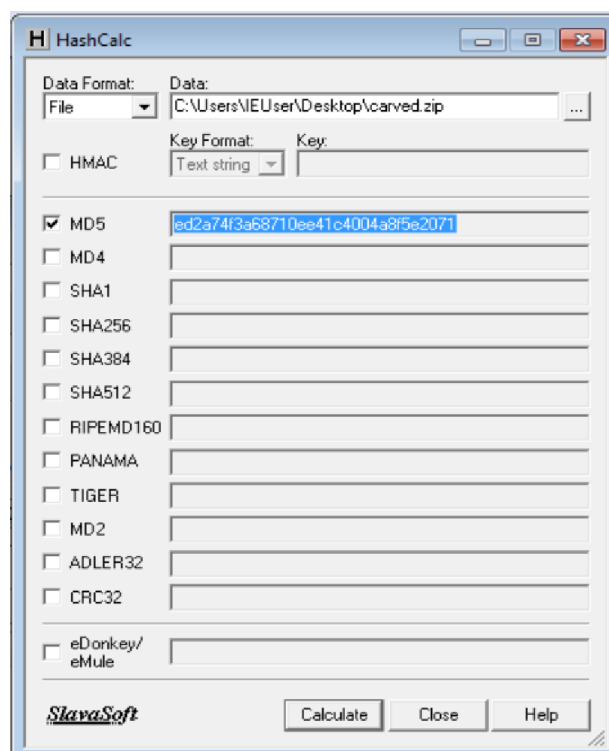 H HashCalc
Data Format: Data:
File C:\Users\IEUser\Desktop\carved.zip ...
Key Format: Key:
HMAC Text string
MD5 ed2a74f3a68710ee41c4004a8f5e2071
MD4
SHA1
SHA256
SHA384
SHA512
RIPEMD160
PANAMA
TIGER
MD2
ADLER32
CRC32
eDonkey/
eMule
SlavaSoft Calculate Close Help